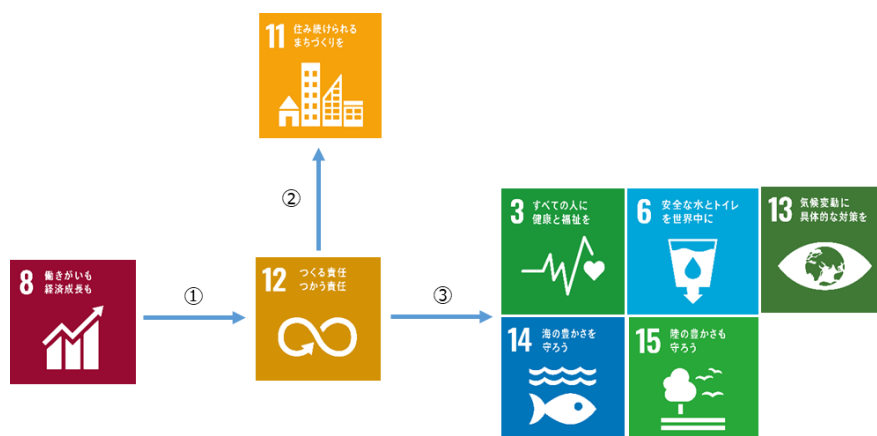 11 住み続けられる
まちづくりを
②
3 すべての人に
健康と福祉を
6 安全な水とトイレ
を世界中に
13 気候変動に
具体的な対策を
8 働きがいも
経済成長も
①
12 つくる責任
つかう責任
③
14 海の豊かさを
守ろう
15 陸の豊かさも
守ろう